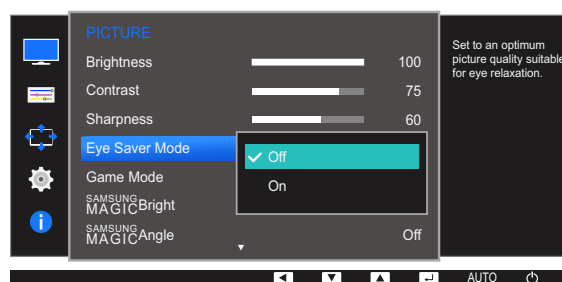 PICTURE
Brightness 100
Contrast 75
Sharpness 60
Eye Saver Mode
Off
On
Game Mode
SAMSUNG
MAGICBright
SAMSUNG
MAGICAngle Off
Set to an optimum
picture quality suitable
for eye relaxation.
AUTO